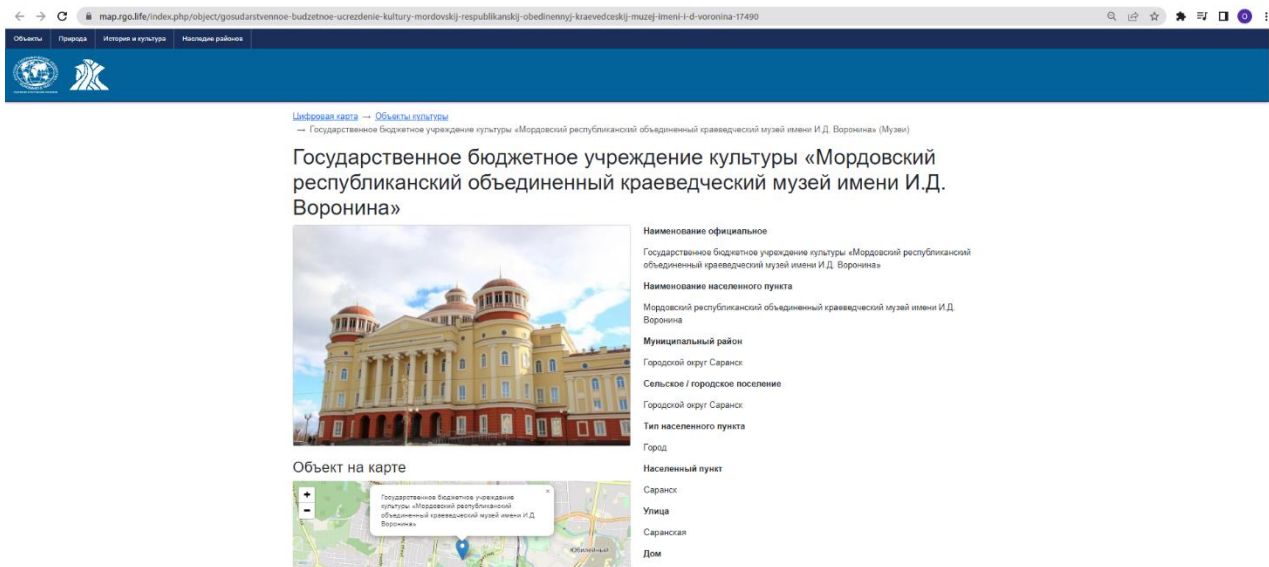 map.rgo.life/index.php/object/gosudarstvennoe-budzetnoe-ucrezdenie-kultury-mordovskij-respublikanskij-obedinennyj-kraevedceskij-muzej-imeni-i-d-voronina-17490
Объекты Природа История и культура Наследие районов
Цифровая карта → Объекты культуры
→ Государственное бюджетное учреждение культуры «Мордовский республиканский объединенный краеведческий музей имени И.Д. Воронина» (Музеи)
Государственное бюджетное учреждение культуры «Мордовский
республиканский объединенный краеведческий музей имени И.Д.
Воронина»
Наименование официальное
Государственное бюджетное учреждение культуры «Мордовский республиканский
объединенный краеведческий музей имени И.Д. Воронина»
Наименование населенного пункта
Мордовский республиканский объединенный краеведческий музей имени И.Д.
Воронина
Муниципальный район
Городской округ Саранск
Сельское / городское поселение
Городской округ Саранск
Тип населенного пункта
Город
Населенный пункт
Саранск
Улица
Саранская
Дом
Объект на карте
+
−
Государственное бюджетное учреждение
культуры «Мордовский республиканский
объединенный краеведческий музей имени И.Д.
Воронина»
×
Юбилейный